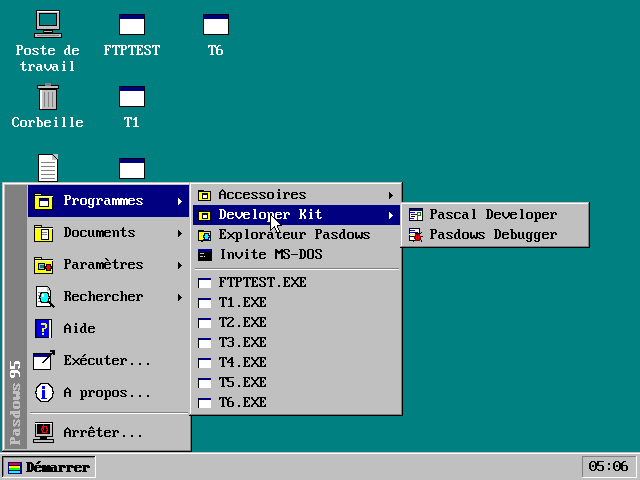 Poste de
travail
FTPTEST
T6
Corbeille
T1
Programmes
Documents
Paramètres
Rechercher
Aide
Exécuter...
A propos...
Arrêter...
Pasdows 95
Accessoires
Developer Kit
Explorateur Pasdows
Invite MS-DOS
FTPTEST.EXE
T1.EXE
T2.EXE
T3.EXE
T4.EXE
T5.EXE
T6.EXE
Pascal Developer
Pasdows Debugger
Démarrer
05:06